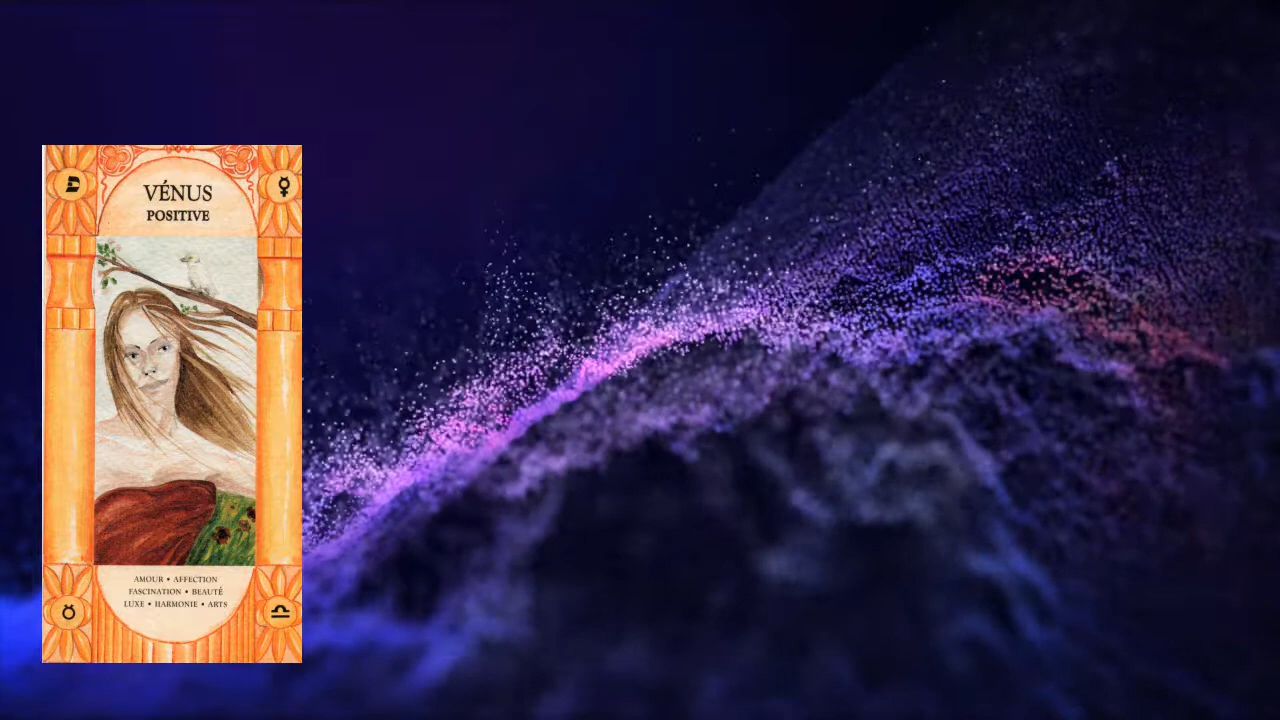 VÉNUS
POSITIVE
AMOUR • AFFECTION
FASCINATION • BEAUTÉ
LUXE • HARMONIE • ARTS